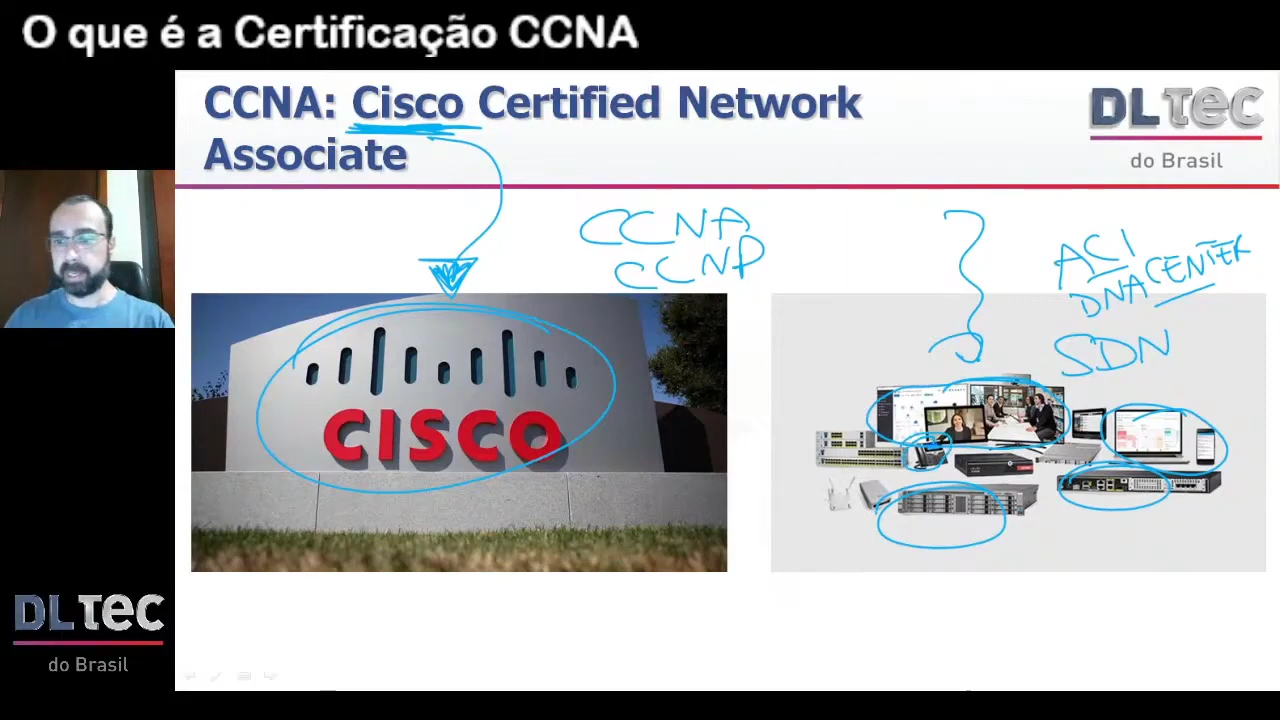 O que é a Certificação CCNA
CCNA: Cisco Certified Network
Associate
DLTEC
do Brasil
CCNA
CCNP
ACI
DNACENTER
SDN
CISCO
DLTEC
do Brasil